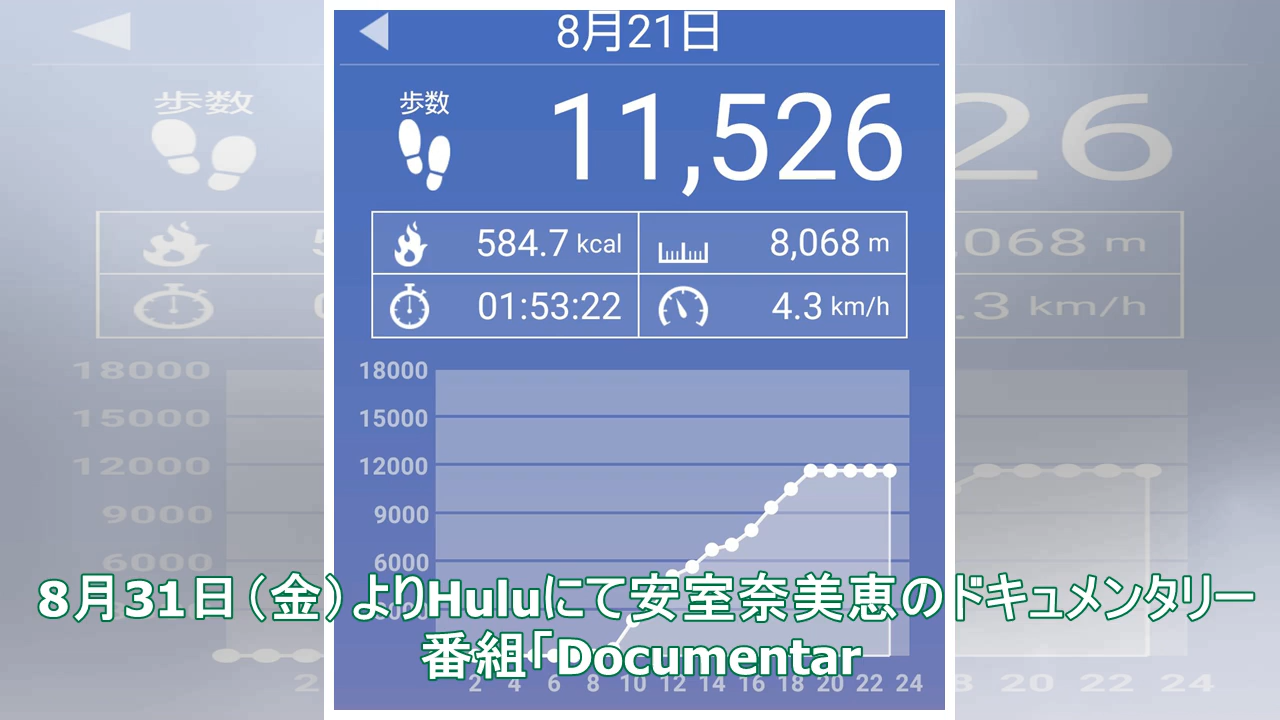 8月21日
歩数
11,526
584.7 kcal
8,068 m
01:53:22
4.3 km/h
18000
15000
12000
9000
6000
8月31日（金）よりHuluにて安室奈美恵のドキュメンタリー
番組「Documentar
2 4 6 8 10 12 14 16 18 20 22 24